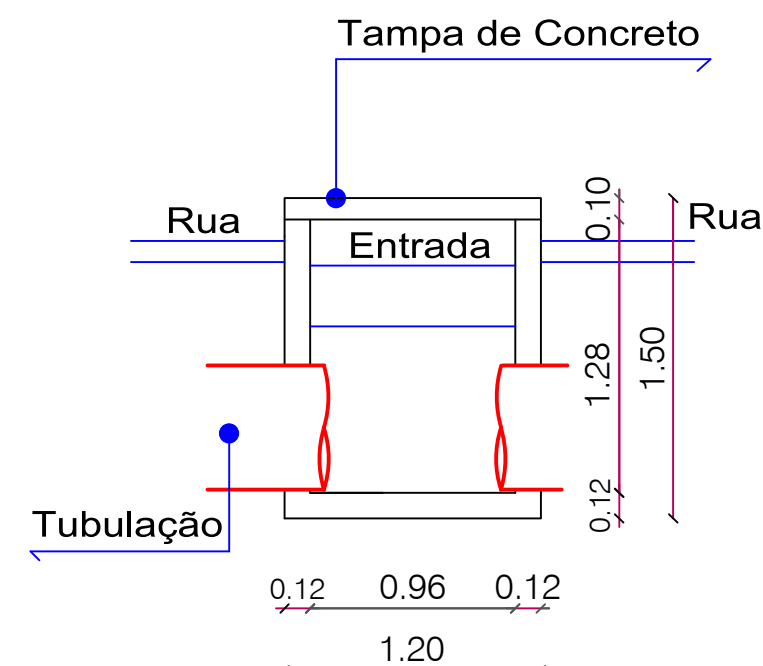 Tampa de Concreto
Rua
Entrada
Rua
0.10
1.28
1.50
0.12
Tubulação
0.12
0.96
0.12
1.20